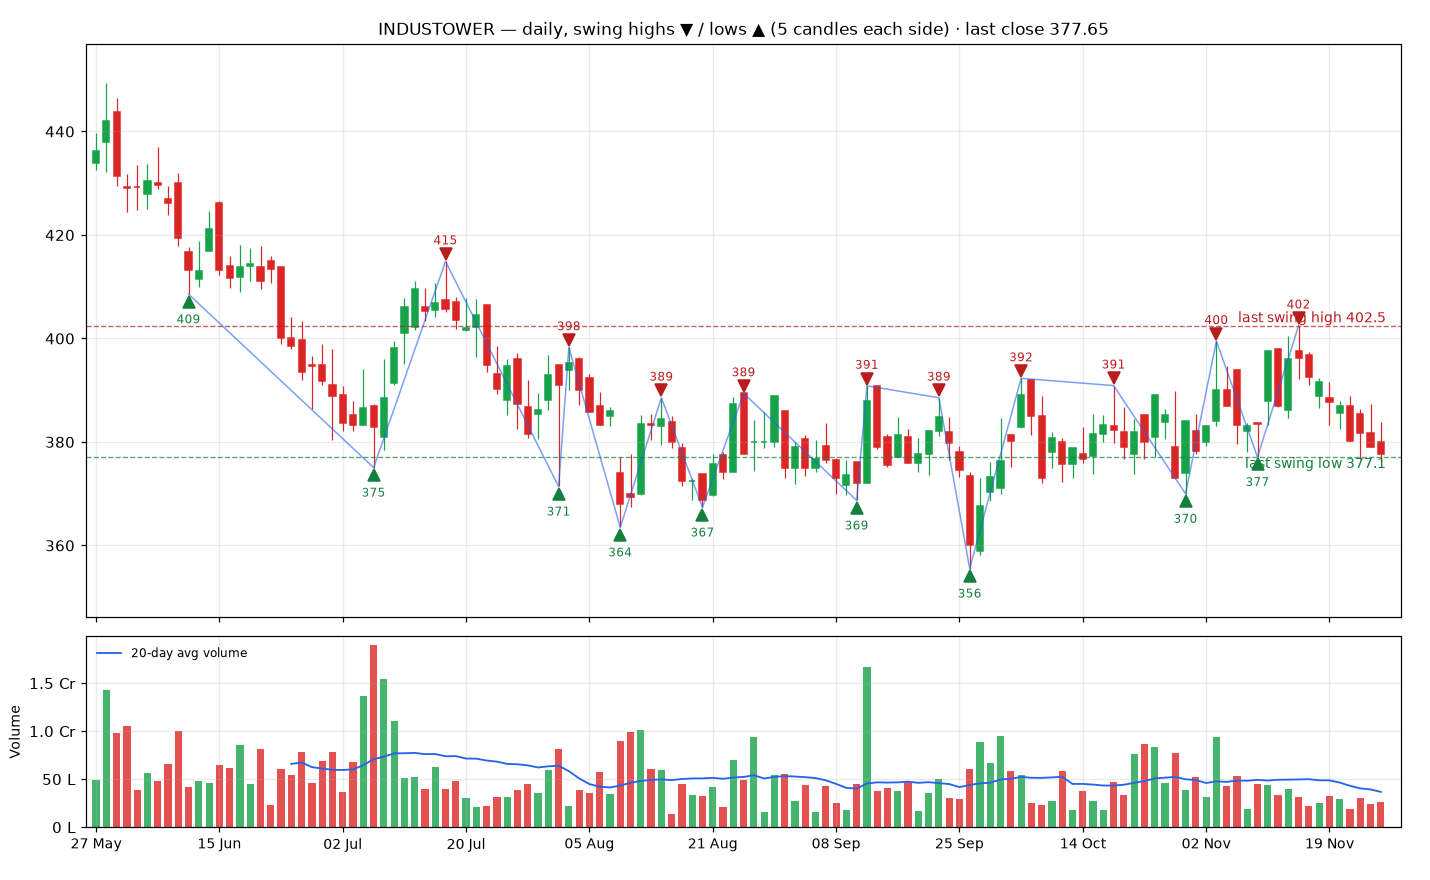 INDUSTOWER — daily, swing highs ▼ / lows ▲ (5 candles each side) · last close 377.65
440
420
400
380
360
409
375
415
371
398
364
389
367
389
369
391
389
356
392
391
370
400
377
402
last swing high 402.5
last swing low 377.1
Volume
20-day avg volume
1.5 Cr
1.0 Cr
50 L
0 L
27 May
15 Jun
02 Jul
20 Jul
05 Aug
21 Aug
08 Sep
25 Sep
14 Oct
02 Nov
19 Nov